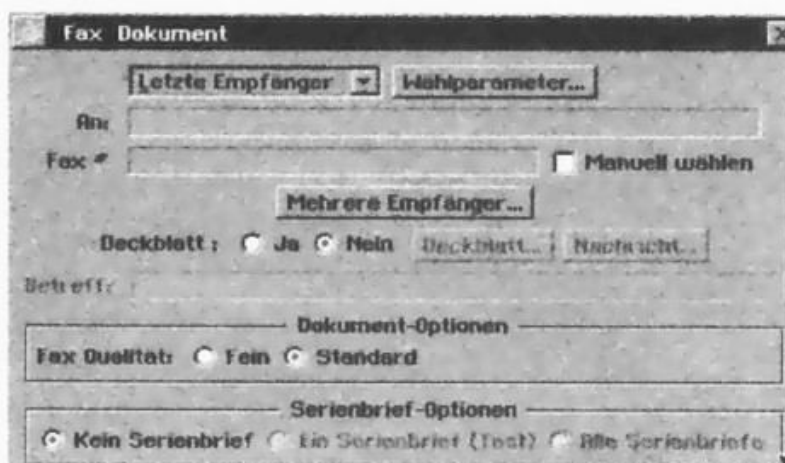 Fax Dokument
Letzte Empfänger Wählparameter...
An:
Fax # Manuell wählen
Mehrere Empfänger...
Deckblatt: Ja Nein Deckblatt... Nachricht...
Betreff:
Dokument-Optionen
Fax Qualität: Fein Standard
Serienbrief-Optionen
Kein Serienbrief Ein Serienbrief (Test) Alle Serienbriefe